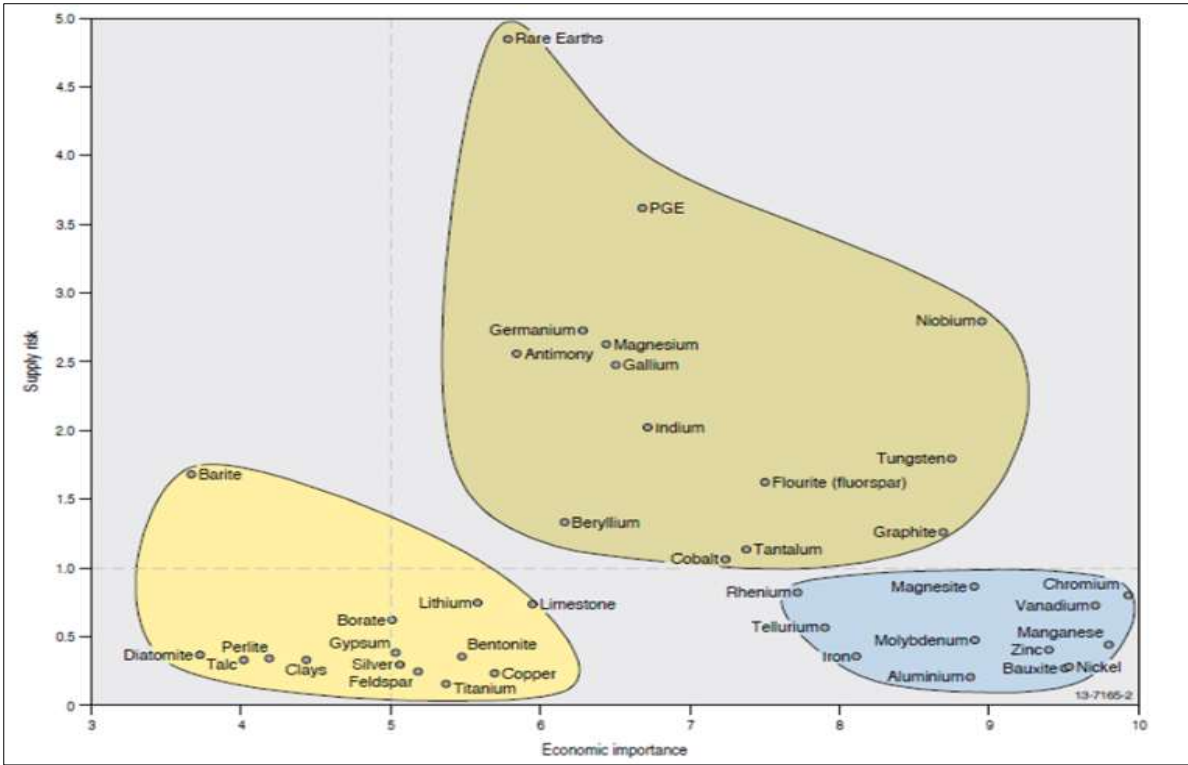 5.0
Rare Earths
4.5
4.0
PGE
3.5
3.0
Niobium
Germanium
Magnesium
Antimony
2.5
Gallium
Supply risk
Indium
2.0
Tungsten
Barite
Flourite (fluorspar)
1.5
Beryllium
Graphite
Tantalum
Cobalt
1.0
Rhenium
Magnesite
Chromium
Lithium
Limestone
Vanadium
Borate
Tellurium
0.5
Gypsum
Bentonite
Molybdenum
Manganese
Diatomite
Perlite
Zinc
Talc
Clays
Silver
Iron
Bauxite
Nickel
Feldspar
Copper
Aluminium
Titanium
13-7165-2
0
3
4
5
6
7
8
9
10
Economic importance